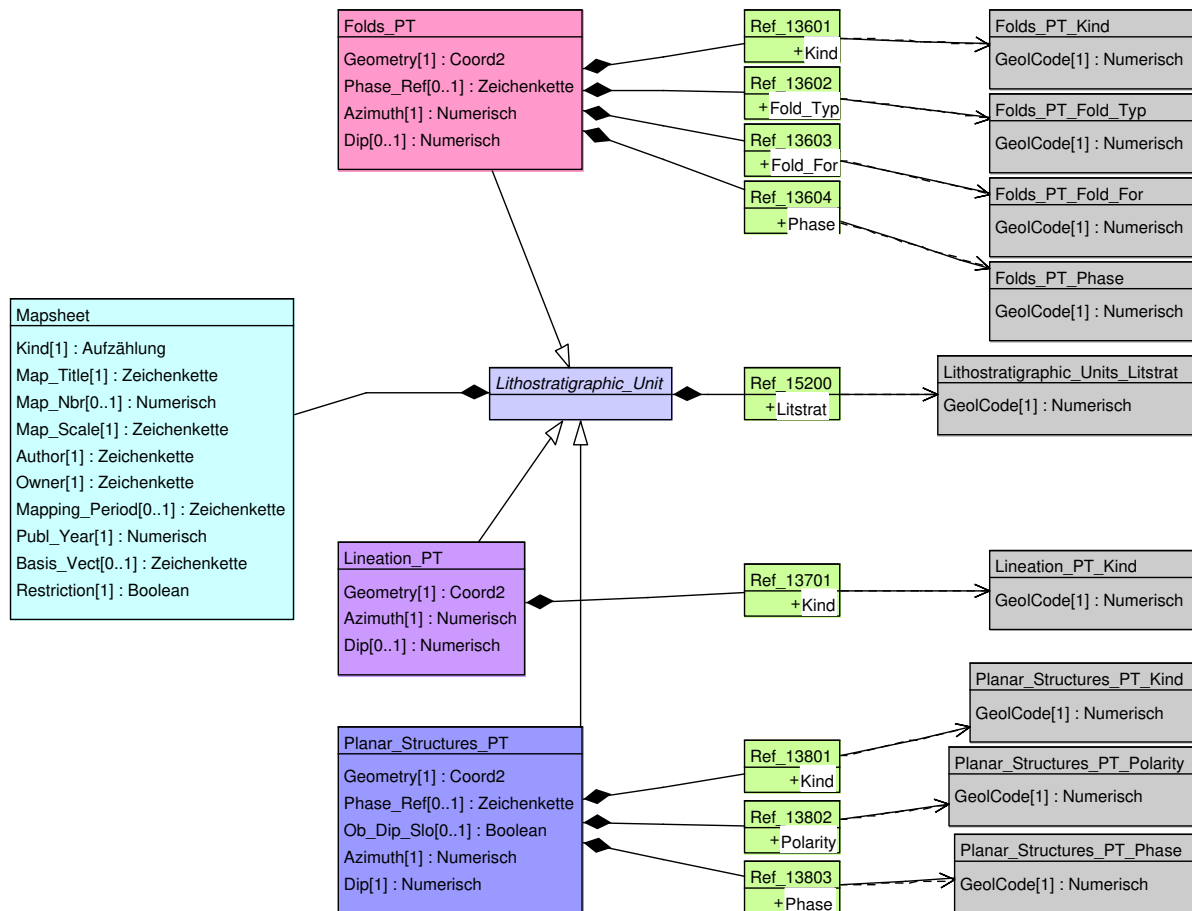 Folds_PT
Geometry[1] : Coord2
Phase_Ref[0..1] : Zeichenkette
Azimuth[1] : Numerisch
Dip[0..1] : Numerisch
Ref_13601
+Kind
Ref_13602
+Fold_Typ
Ref_13603
+Fold_For
Ref_13604
+Phase
Folds_PT_Kind
GeolCode[1] : Numerisch
Folds_PT_Fold_Typ
GeolCode[1] : Numerisch
Folds_PT_Fold_For
GeolCode[1] : Numerisch
Folds_PT_Phase
GeolCode[1] : Numerisch
Mapsheet
Kind[1] : Aufzählung
Map_Title[1] : Zeichenkette
Map_Nbr[0..1] : Numerisch
Map_Scale[1] : Zeichenkette
Author[1] : Zeichenkette
Owner[1] : Zeichenkette
Mapping_Period[0..1] : Zeichenkette
Publ_Year[1] : Numerisch
Basis_Vect[0..1] : Zeichenkette
Restriction[1] : Boolean
Lithostratigraphic_Unit
Ref_15200
+Litstrat
Lithostratigraphic_Units_Litstrat
GeolCode[1] : Numerisch
Lineation_PT
Geometry[1] : Coord2
Azimuth[1] : Numerisch
Dip[0..1] : Numerisch
Ref_13701
+Kind
Lineation_PT_Kind
GeolCode[1] : Numerisch
Planar_Structures_PT
Geometry[1] : Coord2
Phase_Ref[0..1] : Zeichenkette
Ob_Dip_Slo[0..1] : Boolean
Azimuth[1] : Numerisch
Dip[1] : Numerisch
Ref_13801
+Kind
Ref_13802
+Polarity
Ref_13803
+Phase
Planar_Structures_PT_Kind
GeolCode[1] : Numerisch
Planar_Structures_PT_Polarity
GeolCode[1] : Numerisch
Planar_Structures_PT_Phase
GeolCode[1] : Numerisch